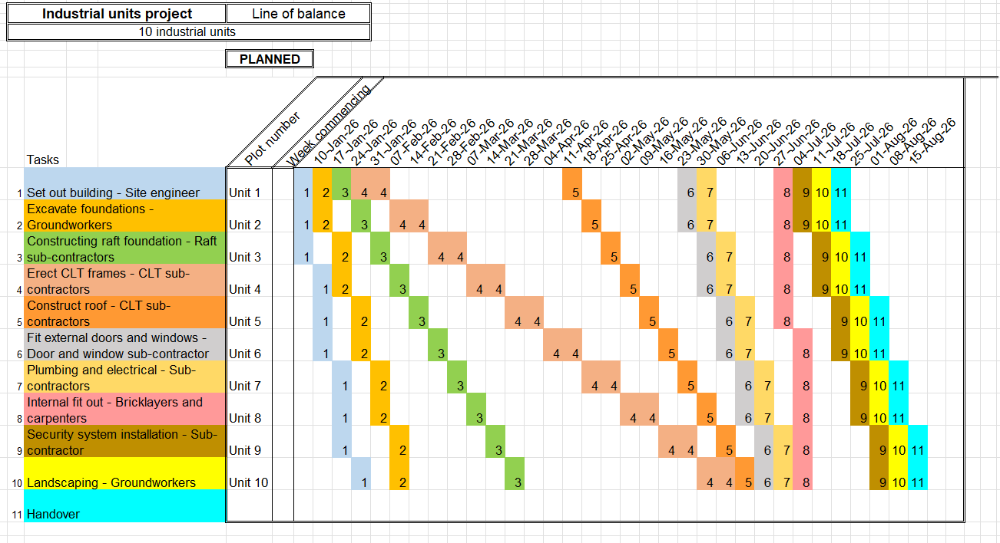 Industrial units project Line of balance
10 industrial units
PLANNED
Tasks Plot number Week commencing 10-Jan-26 17-Jan-26 24-Jan-26 31-Jan-26 07-Feb-26 14-Feb-26 21-Feb-26 28-Feb-26 07-Mar-26 14-Mar-26 21-Mar-26 28-Mar-26 04-Apr-26 11-Apr-26 18-Apr-26 25-Apr-26 02-May-26 09-May-26 16-May-26 23-May-26 30-May-26 06-Jun-26 13-Jun-26 20-Jun-26 27-Jun-26 04-Jul-26 11-Jul-26 18-Jul-26 25-Jul-26 01-Aug-26 08-Aug-26 15-Aug-26
1 Set out building - Site engineer Unit 1 1 2 3 4 4 5 6 7 8 9 10 11
Excavate foundations -
2 Groundworkers Unit 2 1 2 3 4 4 5 6 7 8 9 10 11
Constructing raft foundation - Raft
3 sub-contractors Unit 3 1 2 3 4 4 5 6 7 8 9 10 11
Erect CLT frames - CLT sub-
4 contractors Unit 4 1 2 3 4 4 5 6 7 8 9 10 11
Construct roof - CLT sub-
5 contractors Unit 5 1 2 3 4 4 5 6 7 8 9 10 11
Fit external doors and windows -
6 Door and window sub-contractor Unit 6 1 2 3 4 4 5 6 7 8 9 10 11
Plumbing and electrical - Sub-
7 contractors Unit 7 1 2 3 4 4 5 6 7 8 9 10 11
Internal fit out - Bricklayers and
8 carpenters Unit 8 1 2 3 4 4 5 6 7 8 9 10 11
Security system installation - Sub-
9 contractor Unit 9 1 2 3 4 4 5 6 7 8 9 10 11
10 Landscaping - Groundworkers Unit 10 1 2 3 4 4 5 6 7 8 9 10 11
11 Handover